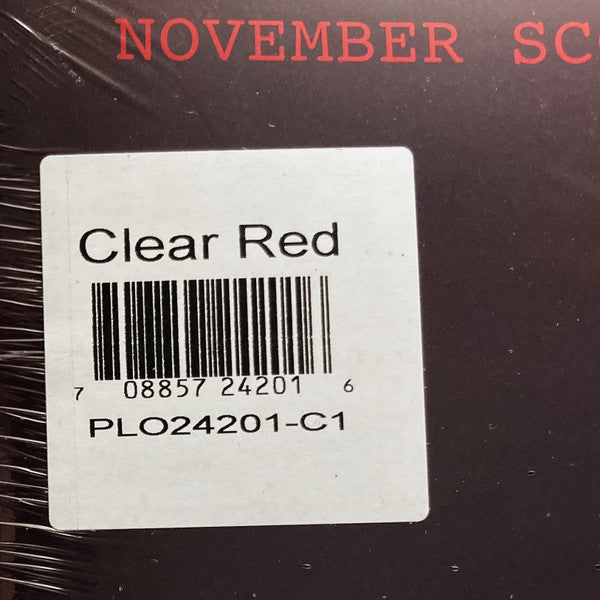 NOVEMBER SC
Clear Red
7 08857 24201 6
PLO24201-C1